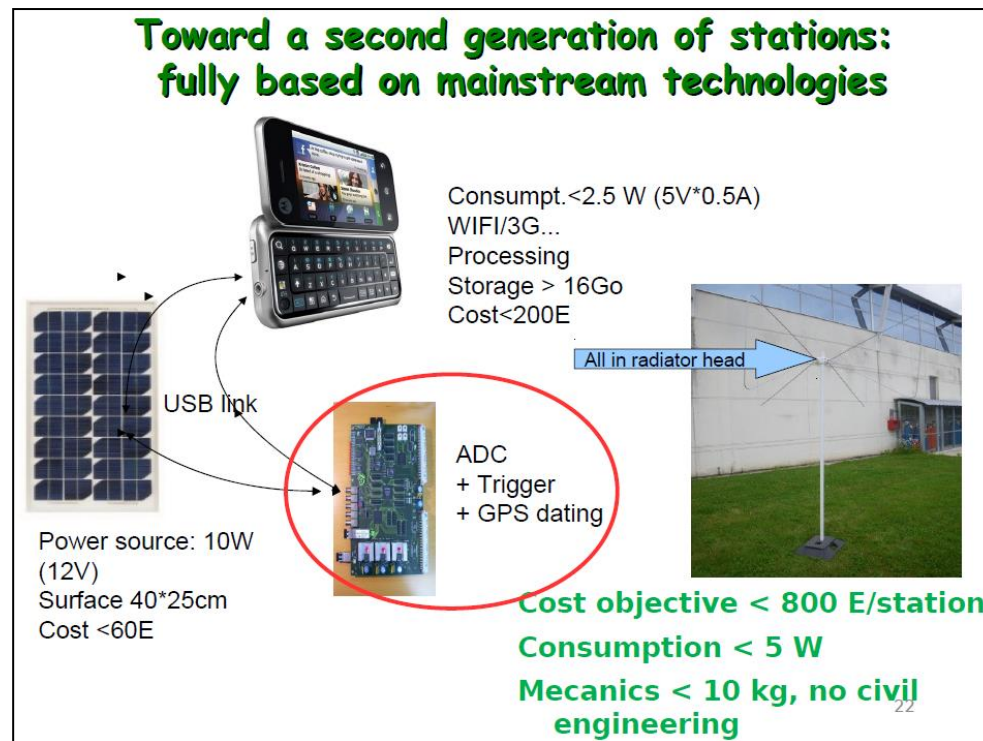 Toward a second generation of stations:
fully based on mainstream technologies
Consumpt.<2.5 W (5V*0.5A)
WIFI/3G...
Processing
Storage > 16Go
Cost<200E
All in radiator head
USB link
ADC
+ Trigger
+ GPS dating
Power source: 10W
(12V)
Surface 40*25cm
Cost <60E
Cost objective < 800 E/station
Consumption < 5 W
Mecanics < 10 kg, no civil
engineering
22